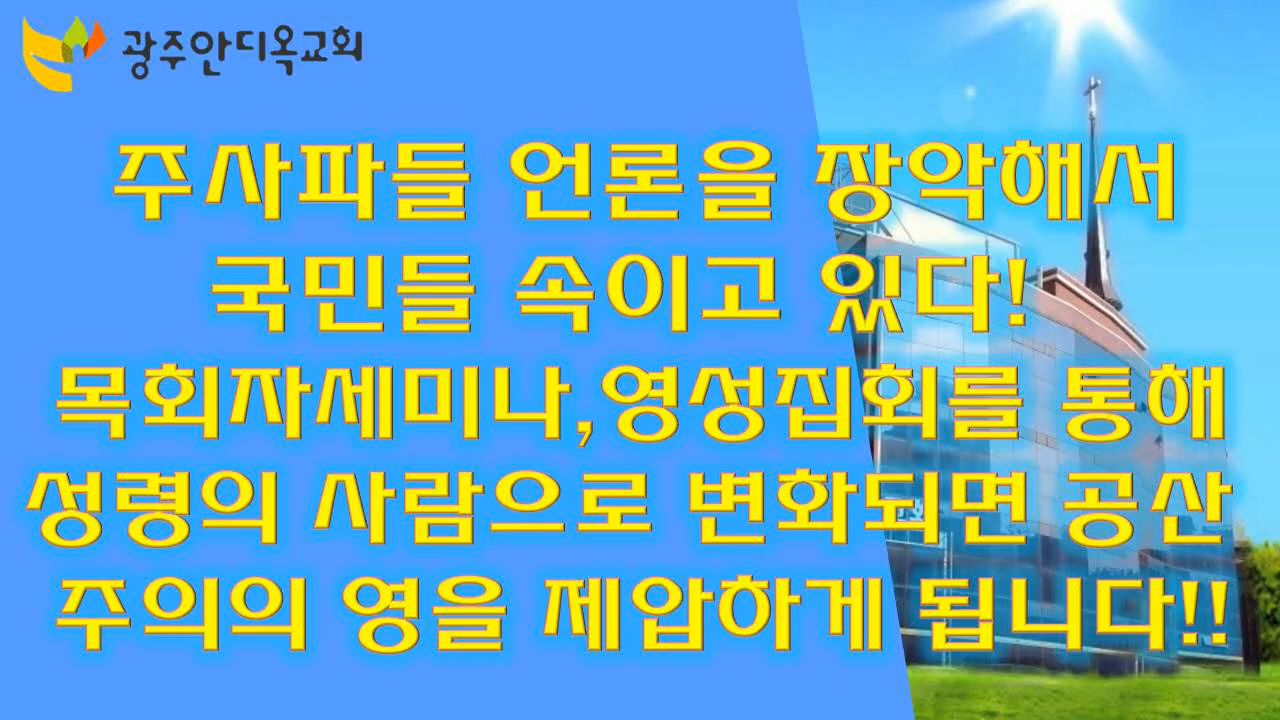 광주안디옥교회
주사파들 언론을 장악해서
국민들 속이고 있다!
목회자세미나,영성집회를 통해
성령의 사람으로 변화되면 공산
주의의 영을 제압하게 됩니다!!